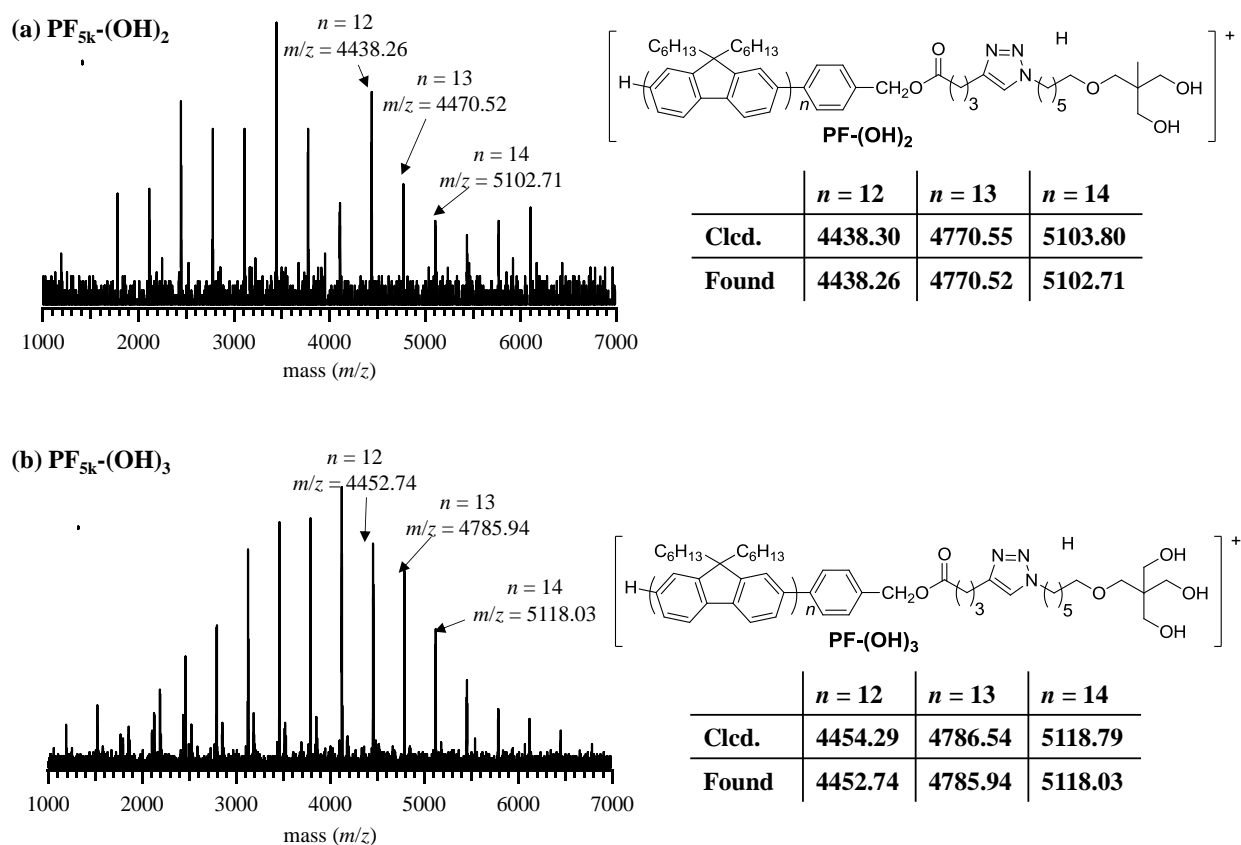 (a) PF5k-(OH)2
n = 12
m/z = 4438.26
n = 13
m/z = 4470.52
n = 14
m/z = 5102.71
1000 2000 3000 4000 5000 6000 7000
mass (m/z)
C6H13 C6H13
H
O
H
n
CH2O
3
N=N
N
5
O
OH
OH
+
PF-(OH)2
n = 12 n = 13 n = 14
Clcd. 4438.30 4770.55 5103.80
Found 4438.26 4770.52 5102.71
(b) PF5k-(OH)3
n = 12
m/z = 4452.74
n = 13
m/z = 4785.94
n = 14
m/z = 5118.03
1000 2000 3000 4000 5000 6000 7000
mass (m/z)
C6H13 C6H13
H
O
H
n
CH2O
3
N=N
N
5
O
OH
OH
OH
+
PF-(OH)3
n = 12 n = 13 n = 14
Clcd. 4454.29 4786.54 5118.79
Found 4452.74 4785.94 5118.03